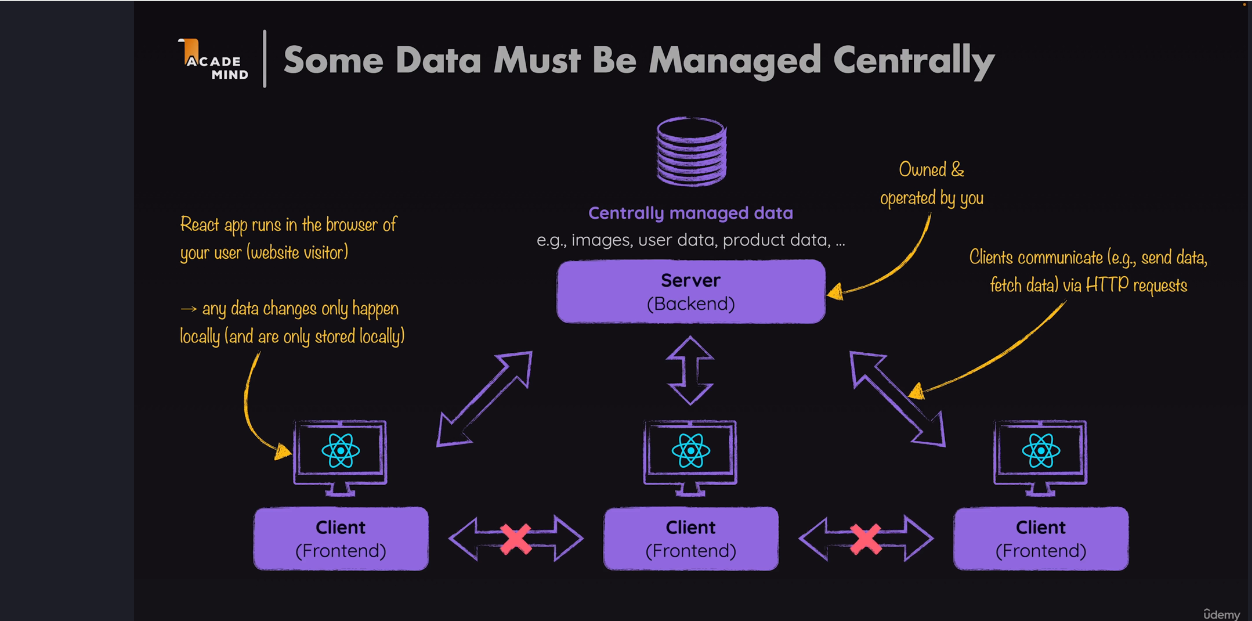 ACADE
MIND
Some Data Must Be Managed Centrally
Centrally managed data
e.g., images, user data, product data, ...
Server
(Backend)
Owned &
operated by you
Clients communicate (e.g., send data,
fetch data) via HTTP requests
React app runs in the browser of
your user (website visitor)
→ any data changes only happen
locally (and are only stored locally)
Client
(Frontend)
Client
(Frontend)
Client
(Frontend)
ûdemy